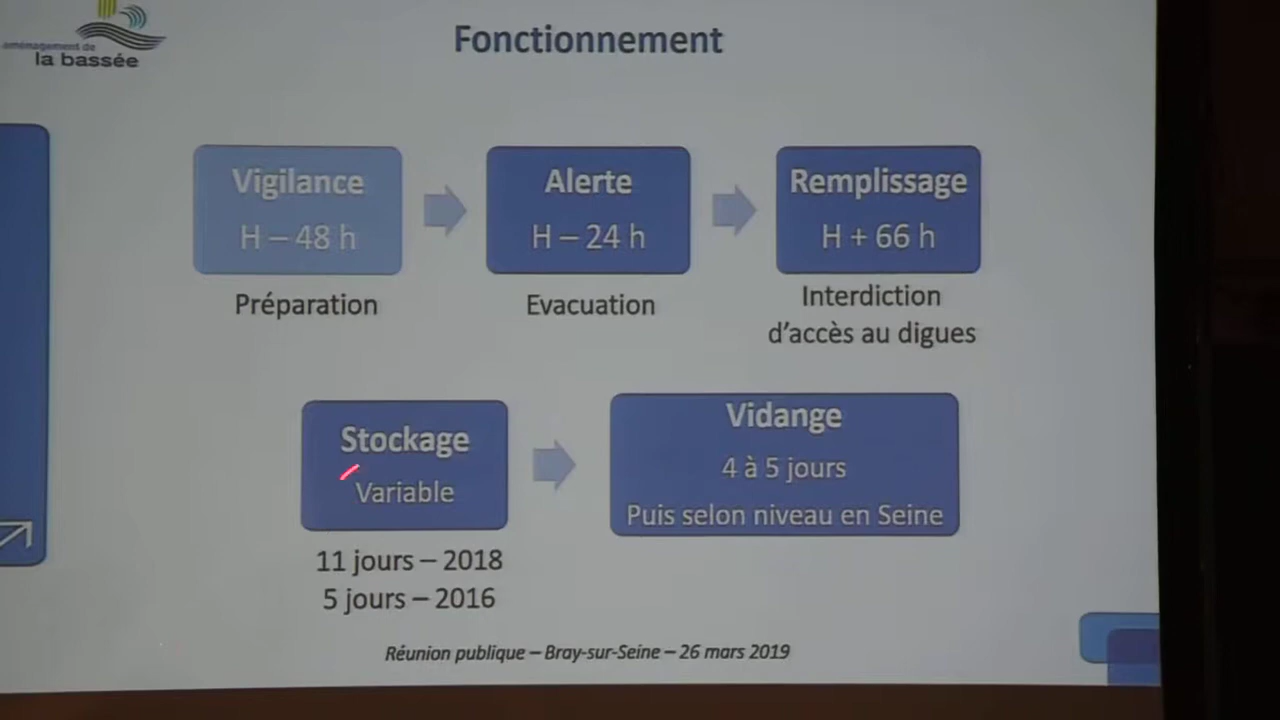 aménagement de
la bassée
Fonctionnement
Vigilance
H – 48 h
Préparation
Alerte
H – 24 h
Evacuation
Remplissage
H + 66 h
Interdiction
d'accès au digues
Stockage
Variable
11 jours – 2018
5 jours – 2016
Vidange
4 à 5 jours
Puis selon niveau en Seine
Réunion publique – Bray-sur-Seine – 26 mars 2019